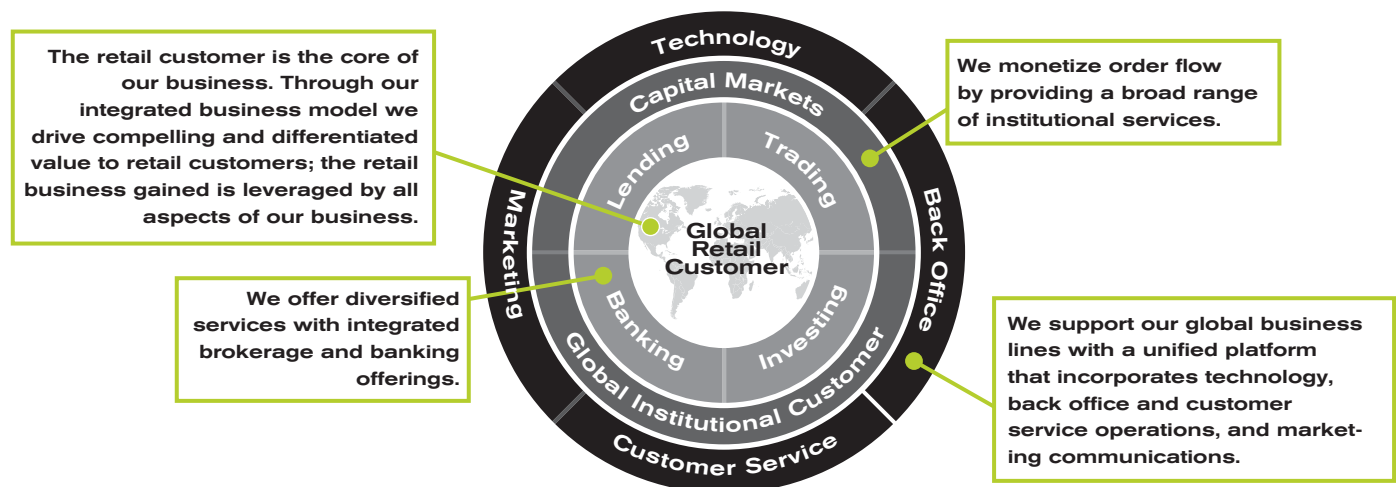 The retail customer is the core of
our business. Through our
integrated business model we
drive compelling and differentiated
value to retail customers; the retail
business gained is leveraged by all
aspects of our business.
We offer diversified
services with integrated
brokerage and banking
offerings.
Technology
Capital Markets
Lending
Trading
Marketing
Global
Retail
Customer
Back Office
Banking
Investing
Global Institutional Customer
Customer Service
We monetize order flow
by providing a broad range
of institutional services.
We support our global business
lines with a unified platform
that incorporates technology,
back office and customer
service operations, and market-
ing communications.